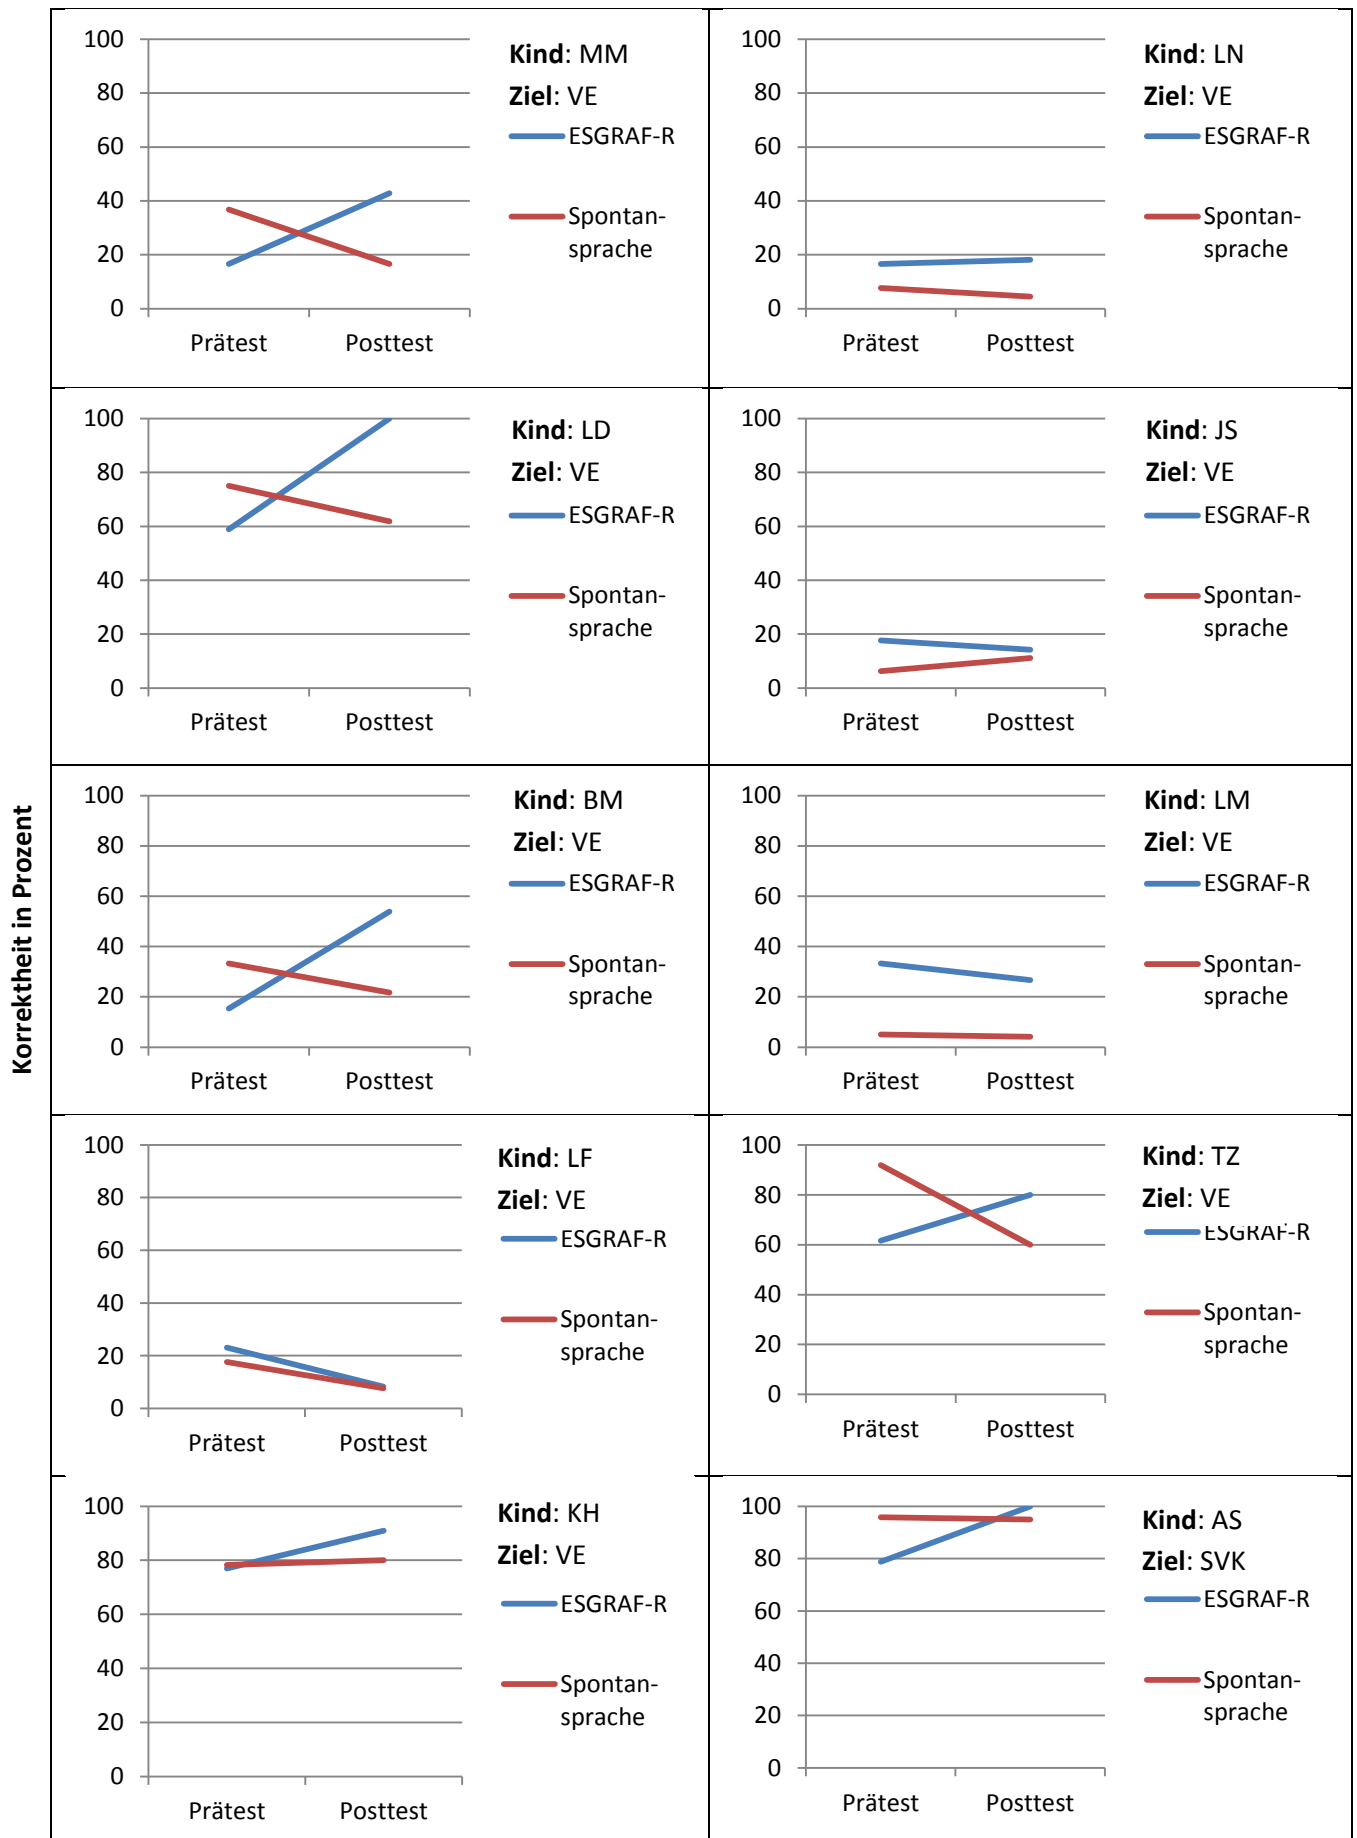 Korrektheit in Prozent
100
80
60
40
20
0
Prätest Posttest
Kind: MM
Ziel: VE
ESGRAF-R
Spontan-
sprache
100
80
60
40
20
0
Prätest Posttest
Kind: LN
Ziel: VE
ESGRAF-R
Spontan-
sprache
100
80
60
40
20
0
Prätest Posttest
Kind: LD
Ziel: VE
ESGRAF-R
Spontan-
sprache
100
80
60
40
20
0
Prätest Posttest
Kind: JS
Ziel: VE
ESGRAF-R
Spontan-
sprache
100
80
60
40
20
0
Prätest Posttest
Kind: BM
Ziel: VE
ESGRAF-R
Spontan-
sprache
100
80
60
40
20
0
Prätest Posttest
Kind: LM
Ziel: VE
ESGRAF-R
Spontan-
sprache
100
80
60
40
20
0
Prätest Posttest
Kind: LF
Ziel: VE
ESGRAF-R
Spontan-
sprache
100
80
60
40
20
0
Prätest Posttest
Kind: TZ
Ziel: VE
ESGRAF-R
Spontan-
sprache
100
80
60
40
20
0
Prätest Posttest
Kind: KH
Ziel: VE
ESGRAF-R
Spontan-
sprache
100
80
60
40
20
0
Prätest Posttest
Kind: AS
Ziel: SVK
ESGRAF-R
Spontan-
sprache